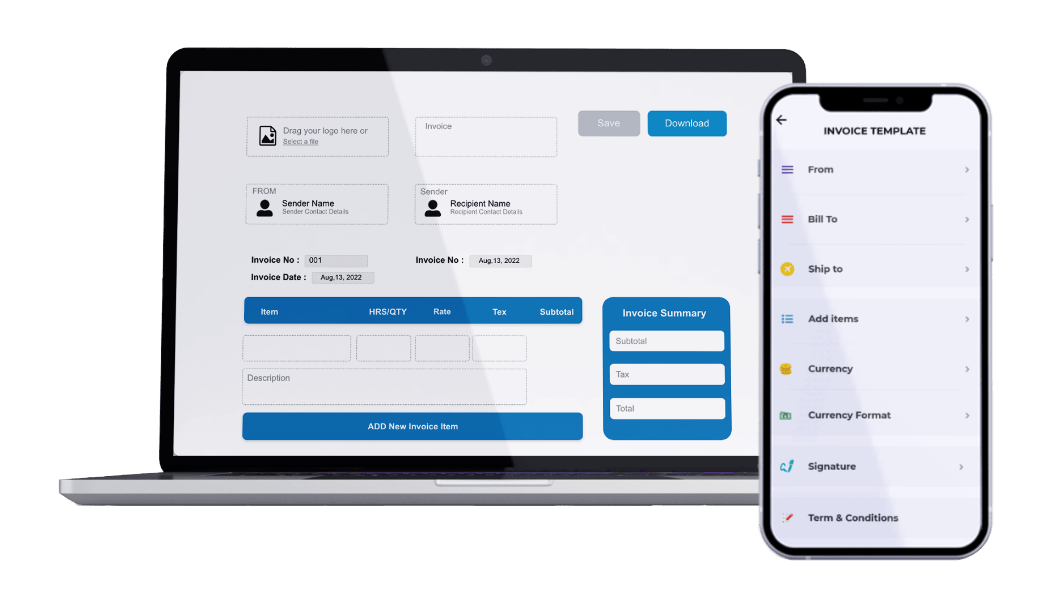 Drag your logo here or
Select a file
Invoice
Save
Download
FROM
Sender Name
Sender Contact Details
Sender
Recipient Name
Recipient Contact Details
Invoice No : 001
Invoice No : Aug,13, 2022
Invoice Date : Aug,13, 2022
Item HRS/QTY Rate Tex Subtotal
Description
ADD New Invoice Item
Invoice Summary
Subtotal
Tax
Total
INVOICE TEMPLATE
From
Bill To
Ship to
Add items
Currency
Currency Format
Signature
Term & Conditions